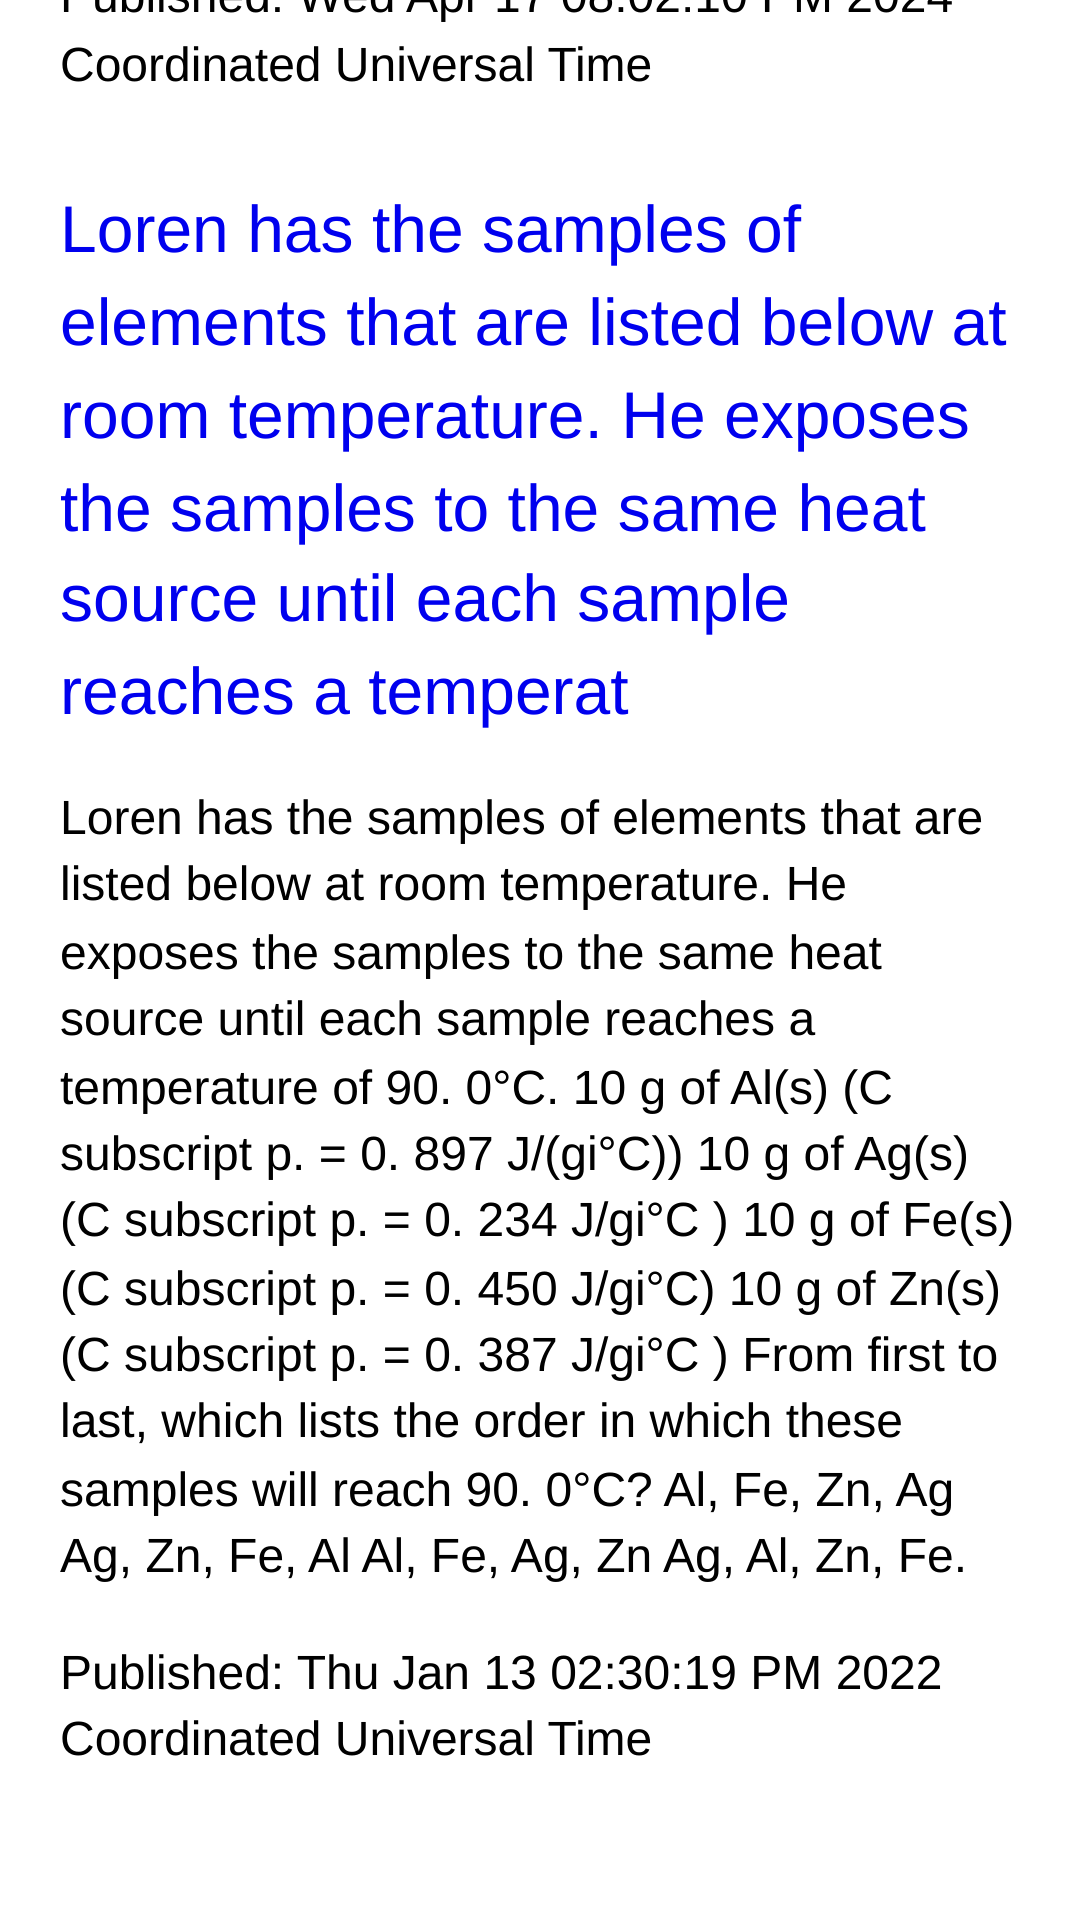 Published: Wed Apr 17 08:02:10 PM 2024
Coordinated Universal Time
Loren has the samples of
elements that are listed below at
room temperature. He exposes
the samples to the same heat
source until each sample
reaches a temperat
Loren has the samples of elements that are
listed below at room temperature. He
exposes the samples to the same heat
source until each sample reaches a
temperature of 90. 0°C. 10 g of Al(s) (C
subscript p. = 0. 897 J/(gi°C)) 10 g of Ag(s)
(C subscript p. = 0. 234 J/gi°C ) 10 g of Fe(s)
(C subscript p. = 0. 450 J/gi°C) 10 g of Zn(s)
(C subscript p. = 0. 387 J/gi°C ) From first to
last, which lists the order in which these
samples will reach 90. 0°C? Al, Fe, Zn, Ag
Ag, Zn, Fe, Al Al, Fe, Ag, Zn Ag, Al, Zn, Fe.
Published: Thu Jan 13 02:30:19 PM 2022
Coordinated Universal Time